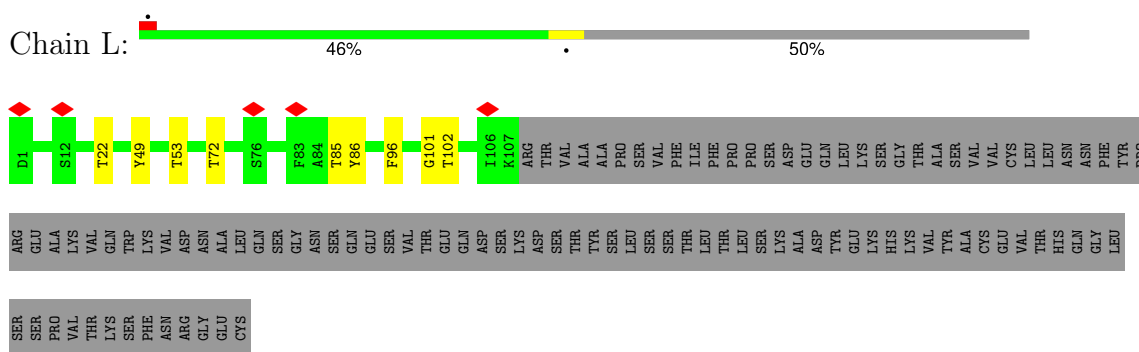 Chain L:
46%
50%
D1 S12 T22 Y49 T53 T72 S76 F83 A84 T85 Y86 F96 G101 T102 I106 K107 ARG THR VAL ALA ALA PRO SER VAL PHE ILE PHE PRO PRO SER ASP GLU GLN LEU LYS SER GLY THR ALA SER VAL VAL CYS LEU LEU ASN ASN PHE TYR
ARG GLU ALA LYS VAL GLN TRP LYS VAL ASP ASN ALA LEU GLN SER GLY ASN SER GLN GLU SER VAL THR GLU GLN ASP SER LYS ASP SER THR TYR SER LEU SER SER THR LEU THR LEU SER LYS ALA ASP TYR GLU LYS HIS LYS VAL TYR ALA CYS GLU VAL THR HIS GLN GLY LEU
SER SER PRO VAL THR LYS SER PHE ASN ARG GLY GLU CYS